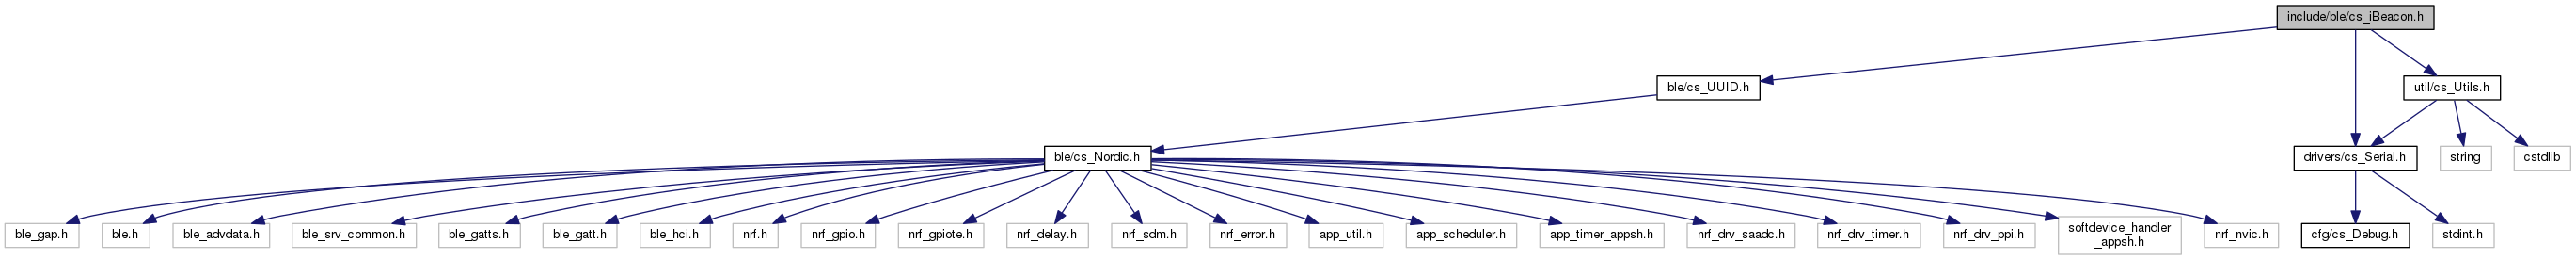 include/ble/cs_iBeacon.h
ble/cs_UUID.h
util/cs_Utils.h
ble/cs_Nordic.h
drivers/cs_Serial.h
string
cstdlib
ble_gap.h
ble.h
ble_advdata.h
ble_srv_common.h
ble_gatts.h
ble_gatt.h
ble_hci.h
nrf.h
nrf_gpio.h
nrf_gpiote.h
nrf_delay.h
nrf_sdm.h
nrf_error.h
app_util.h
app_scheduler.h
app_timer_appsh.h
nrf_drv_saadc.h
nrf_drv_timer.h
nrf_drv_ppi.h
softdevice_handler
_appsh.h
nrf_nvic.h
cfg/cs_Debug.h
stdint.h